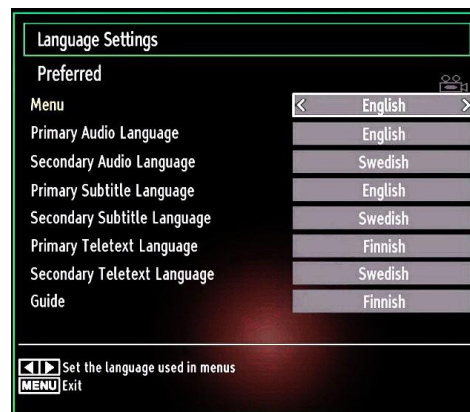 Language Settings
Preferred
Menu < English >
Primary Audio Language English
Secondary Audio Language Swedish
Primary Subtitle Language English
Secondary Subtitle Language Swedish
Primary Teletext Language Finnish
Secondary Teletext Language Swedish
Guide Finnish
Set the language used in menus
MENU Exit